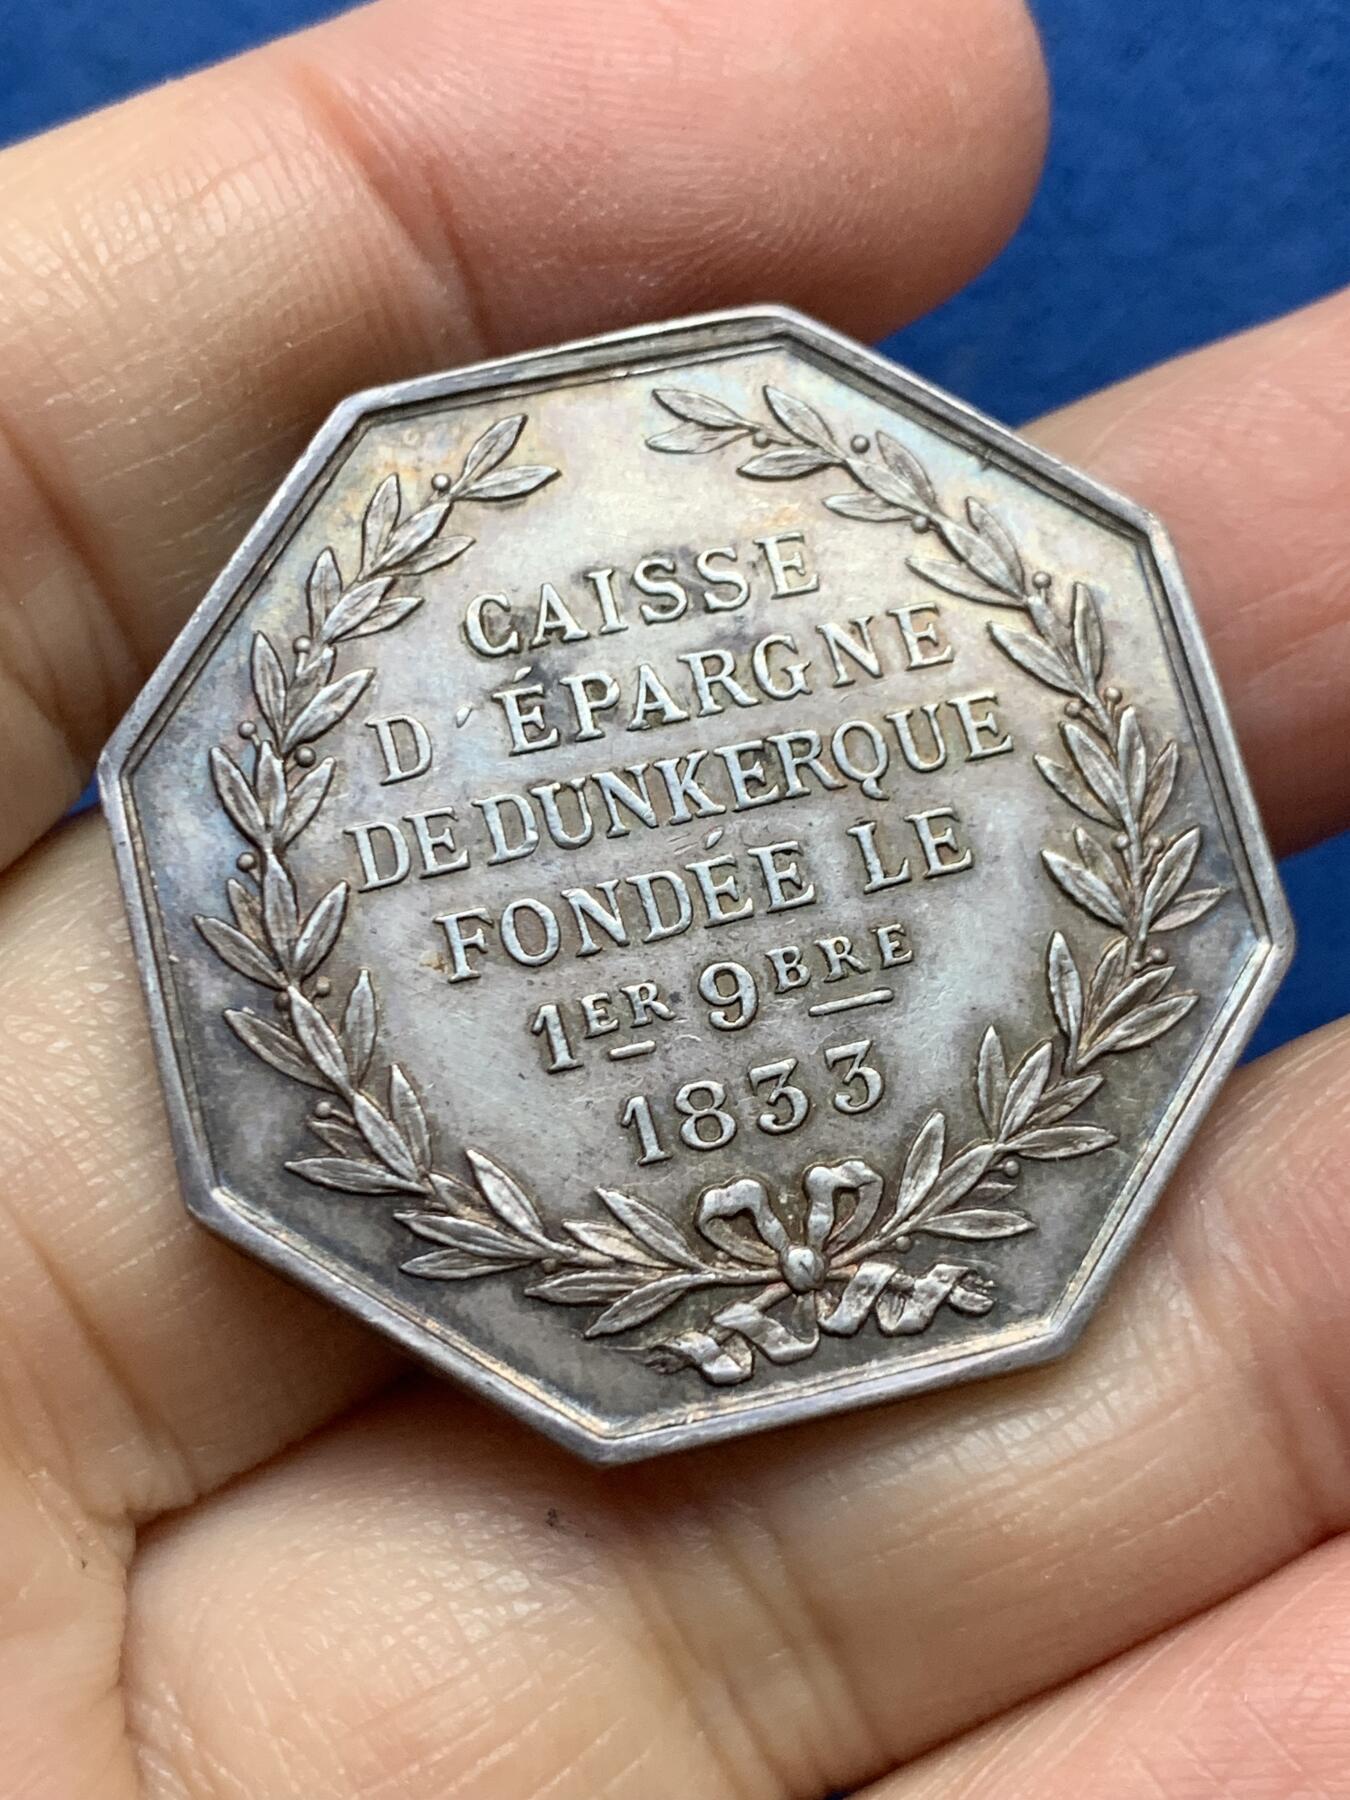 CAISSE
D'ÉPARGNE
DE DUNKERQUE
FONDÉE LE
1ER 9BRE
1833